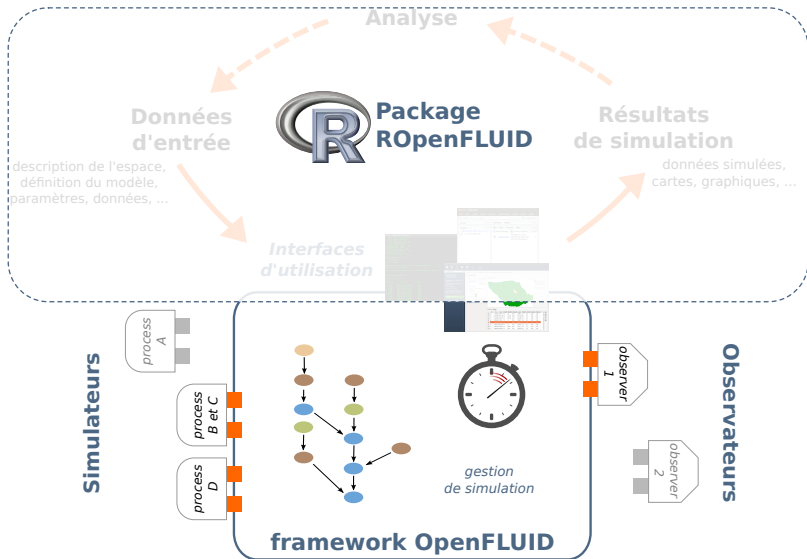 Analyse
Données
d'entrée
description de l'espace,
définition du modèle,
paramètres, données, ...
R
Package
ROpenFLUID
Résultats
de simulation
données simulées,
cartes, graphiques, ...
Interfaces
d'utilisation
Simulateurs
process
A
process
B et C
process
D
gestion
de simulation
framework OpenFLUID
observer
1
observer
2
Observateurs